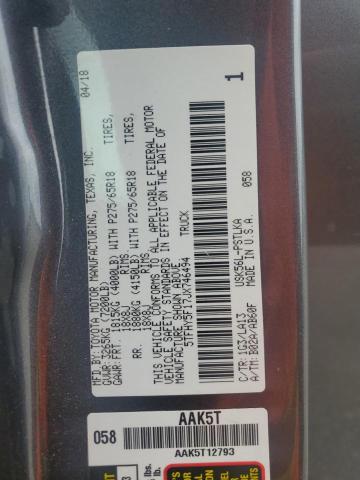 MFD. BY TOYOTA MOTOR MANUFACTURING, TEXAS, INC. 04/18
GVWR 3265KG (7200LB)
GAWR: FRT. 1815KG (4000LB) WITH P275/65R18 TIRES,
18X8J RIMS
RR. 1880KG (4150LB) WITH P275/65R18 TIRES,
18X8J RIMS
THIS VEHICLE CONFORMS TO ALL APPLICABLE FEDERAL MOTOR
VEHICLE SAFETY STANDARDS IN EFFECT ON THE DATE OF
MANUFACTURE SHOWN ABOVE.
5TFHY5F17JX746494 TRUCK
1
C/TR: 1G3/LA13 USK56L-PSTLKA 058
A/TM: B02A/AB60F MADE IN U.S.A.
058
AAK5T
AAK5T12793